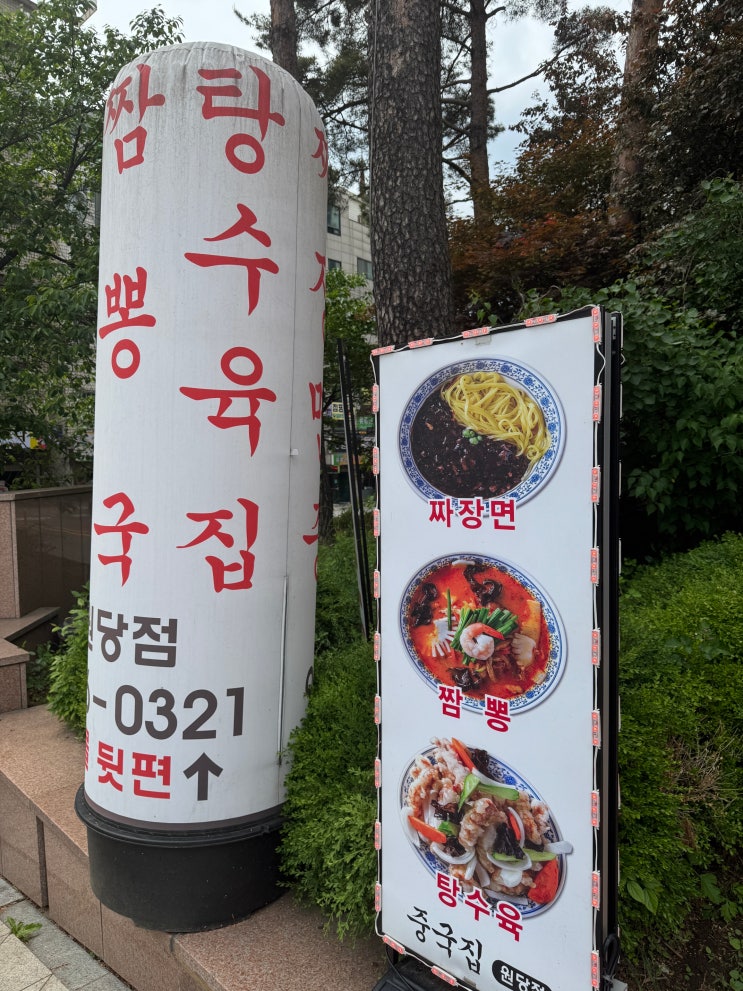 짬뽕
탕수육
국집
원당점
-0321
뒷편↑
짜장면
짬뽕
탕수육
중국집
원당점